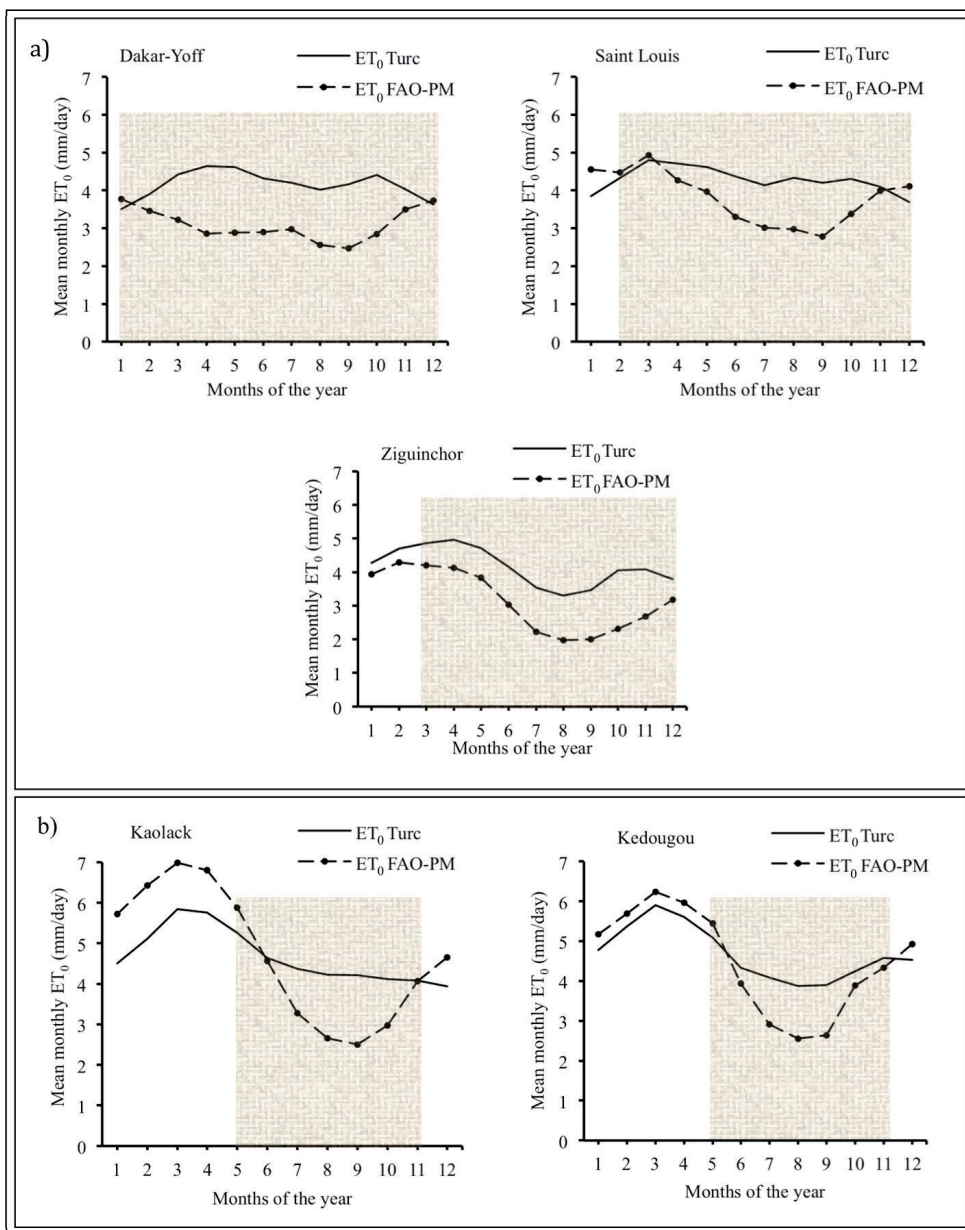 a)
Dakar-Yoff
ET0 Turc
ET0 FAO-PM
Mean monthly ET0 (mm/day)
7
6
5
4
3
2
1
0
1 2 3 4 5 6 7 8 9 10 11 12
Months of the year
Saint Louis
ET0 Turc
ET0 FAO-PM
Mean monthly ET0 (mm/day)
7
6
5
4
3
2
1
0
1 2 3 4 5 6 7 8 9 10 11 12
Months of the year
Ziguinchor
ET0 Turc
ET0 FAO-PM
Mean monthly ET0 (mm/day)
7
6
5
4
3
2
1
0
1 2 3 4 5 6 7 8 9 10 11 12
Months of the year
b)
Kaolack
ET0 Turc
ET0 FAO-PM
Mean monthly ET0 (mm/day)
7
6
5
4
3
2
1
0
1 2 3 4 5 6 7 8 9 10 11 12
Months of the year
Kedougou
ET0 Turc
ET0 FAO-PM
Mean monthly ET0 (mm/day)
7
6
5
4
3
2
1
0
1 2 3 4 5 6 7 8 9 10 11 12
Months of the year